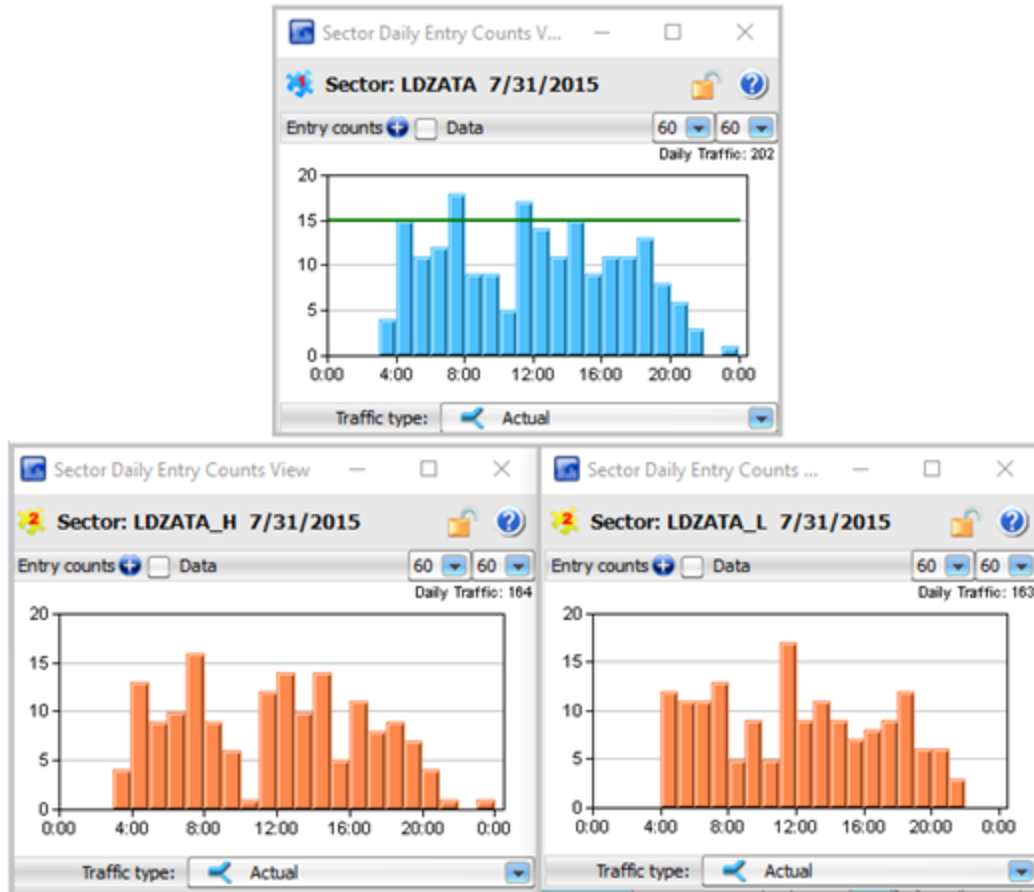 Sector Daily Entry Counts V...
1 Sector: LDZATA 7/31/2015 ?
Entry counts + Data 60 60
Daily Traffic: 202
20
15
10
5
0
0:00 4:00 8:00 12:00 16:00 20:00 0:00
Traffic type: Actual
Sector Daily Entry Counts View
2 Sector: LDZATA_H 7/31/2015 ?
Entry counts + Data 60 60
Daily Traffic: 164
20
15
10
5
0
0:00 4:00 8:00 12:00 16:00 20:00 0:00
Traffic type: Actual
Sector Daily Entry Counts ...
2 Sector: LDZATA_L 7/31/2015 ?
Entry counts + Data 60 60
Daily Traffic: 163
20
15
10
5
0
0:00 4:00 8:00 12:00 16:00 20:00 0:00
Traffic type: Actual